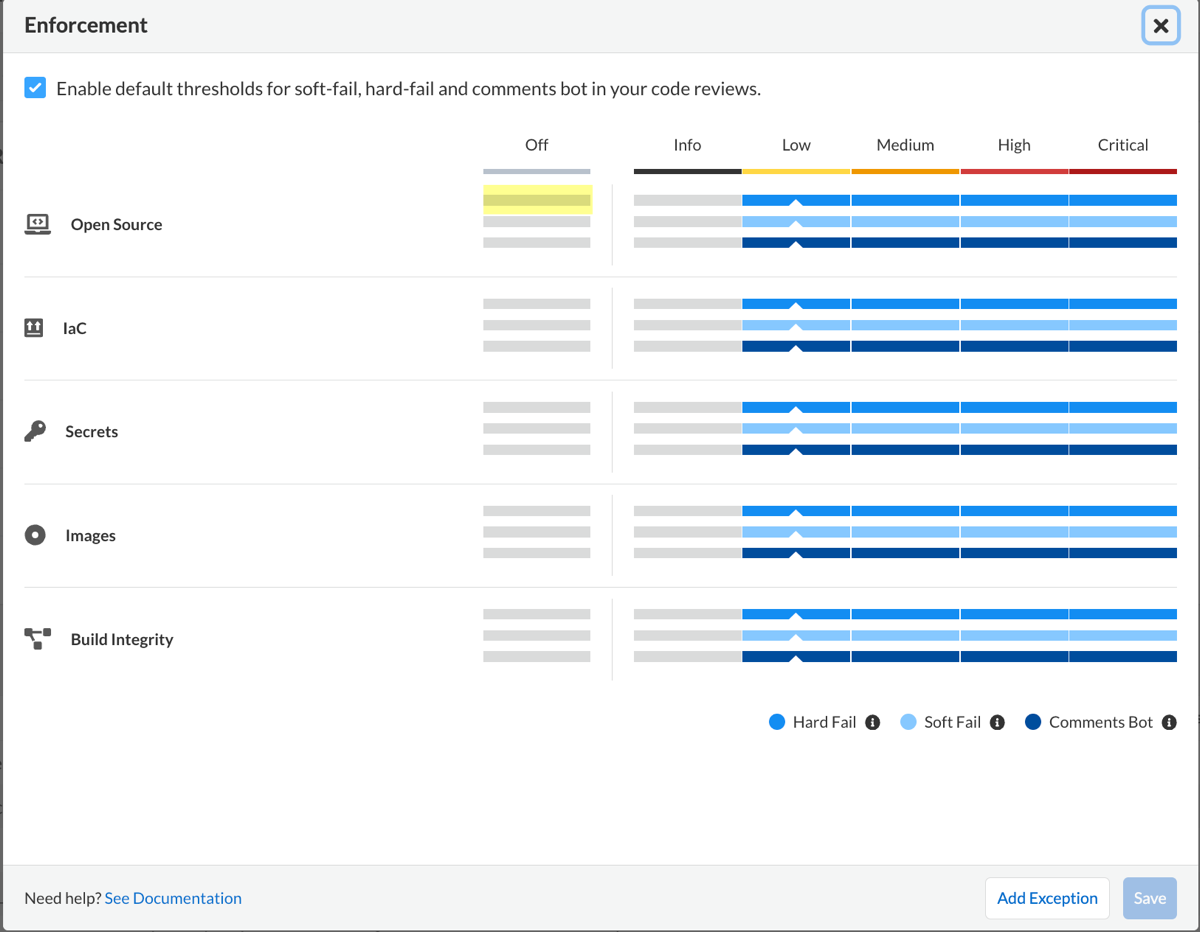 Enforcement
Enable default thresholds for soft-fail, hard-fail and comments bot in your code reviews.
Off Info Low Medium High Critical
Open Source
IaC
Secrets
Images
Build Integrity
Hard Fail Soft Fail Comments Bot
Need help? See Documentation Add Exception Save